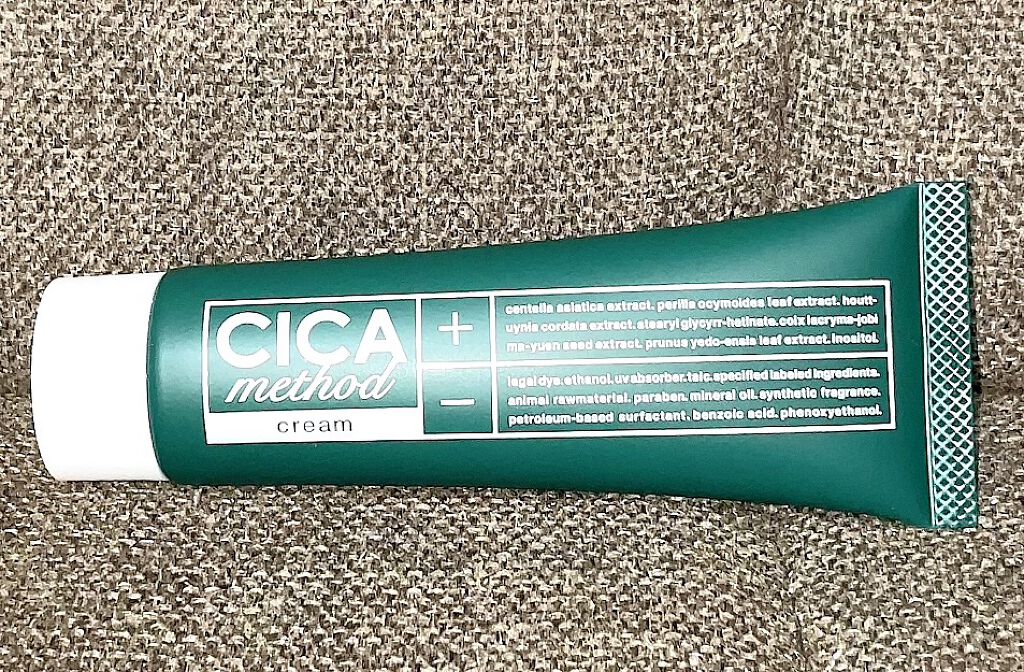 CICA
method
cream
+
centella asiatica extract. perilla ocymoides leaf extract. houtt-
uynia cordata extract. stearyl glycyrr-hetinate. coix lacryma-jobi
ma-yuen seed extract. prunus yedo-ensis leaf extract. inositol.
−
legal dye. ethanol. uv absorber. talc. specified labeled ingredients.
animal rawmaterial. paraben. mineral oil. synthetic fragrance.
petroleum-based surfactant. benzoic acid. phenoxyethanol.